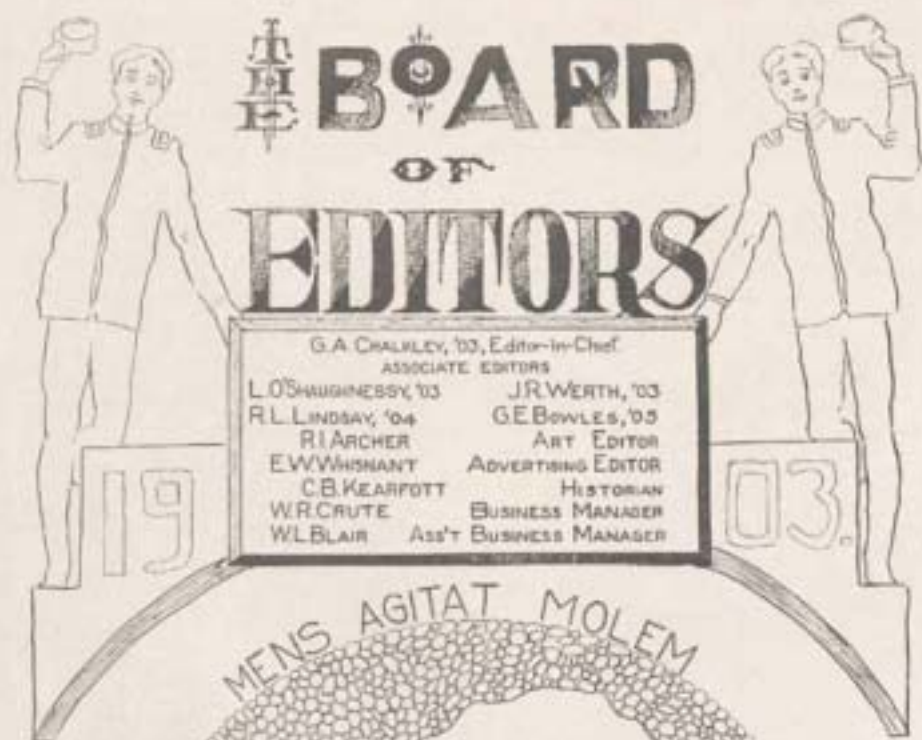 THE BOARD
OF
EDITORS
G.A. CHALKLEY, '03, Editor-in-Chief.
ASSOCIATE EDITORS
L.O'SHAUGHNESSY, '03 J.R. WERTH, '03
R.L. LINDSAY, '04 G.E. BOWLES, '05
R.I. ARCHER ART EDITOR
E.W. WHISNANT ADVERTISING EDITOR
C.B. KEARFOTT HISTORIAN
W.R. CRUTE BUSINESS MANAGER
W.L. BLAIR ASS'T BUSINESS MANAGER
19 03.
MENS AGITAT MOLEM